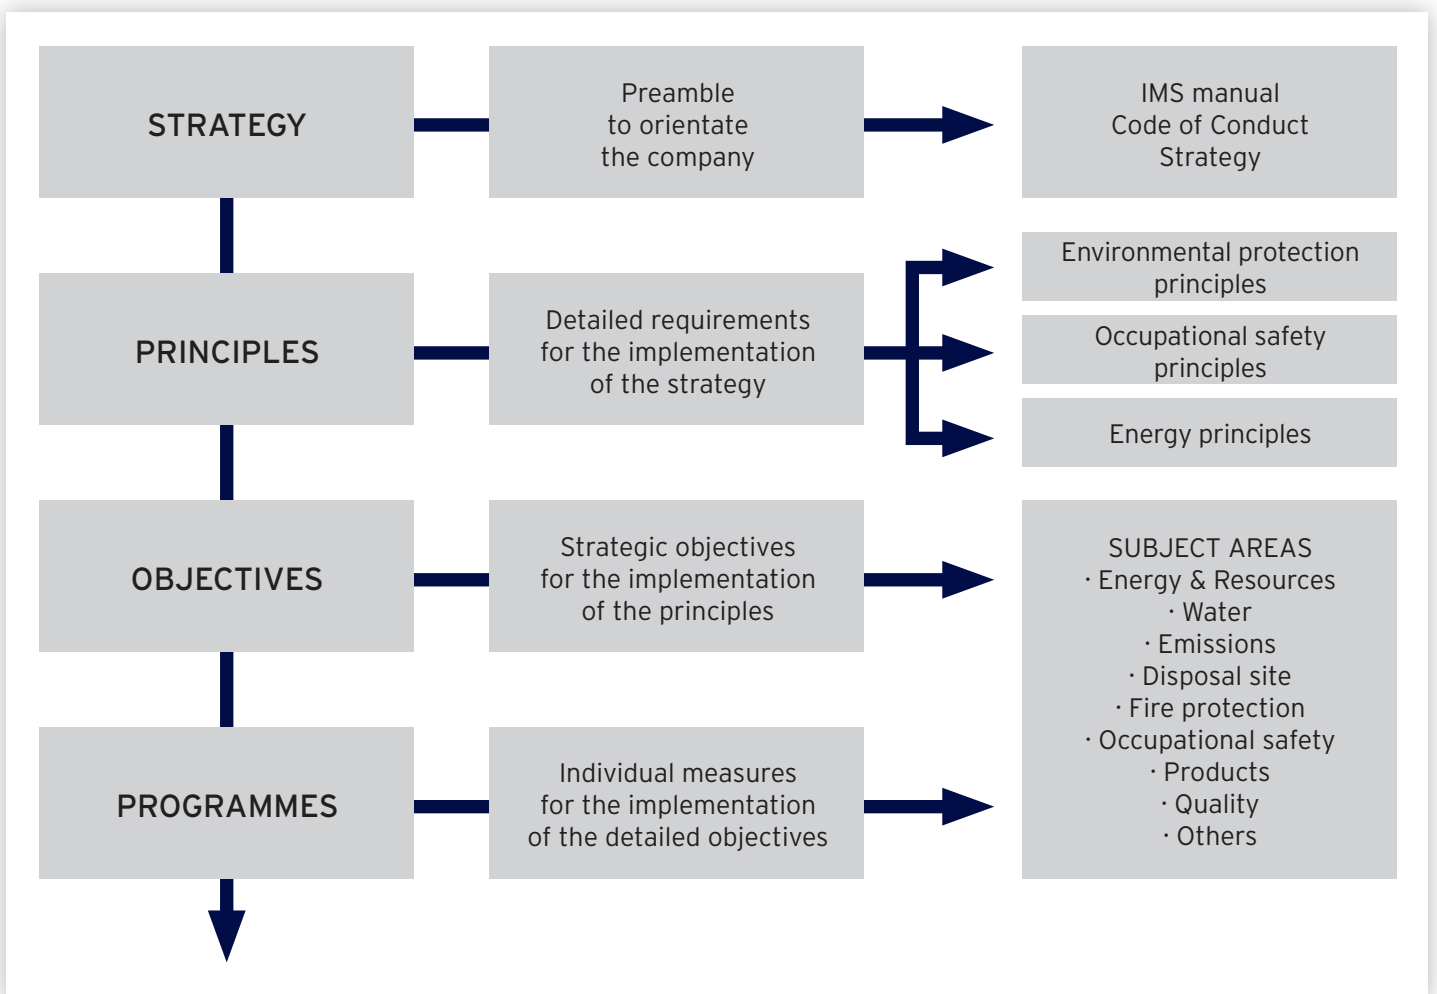 STRATEGY
Preamble
to orientate
the company
IMS manual
Code of Conduct
Strategy
PRINCIPLES
Detailed requirements
for the implementation
of the strategy
Environmental protection
principles
Occupational safety
principles
Energy principles
OBJECTIVES
Strategic objectives
for the implementation
of the principles
SUBJECT AREAS
· Energy & Resources
· Water
· Emissions
· Disposal site
· Fire protection
· Occupational safety
· Products
· Quality
· Others
PROGRAMMES
Individual measures
for the implementation
of the detailed objectives